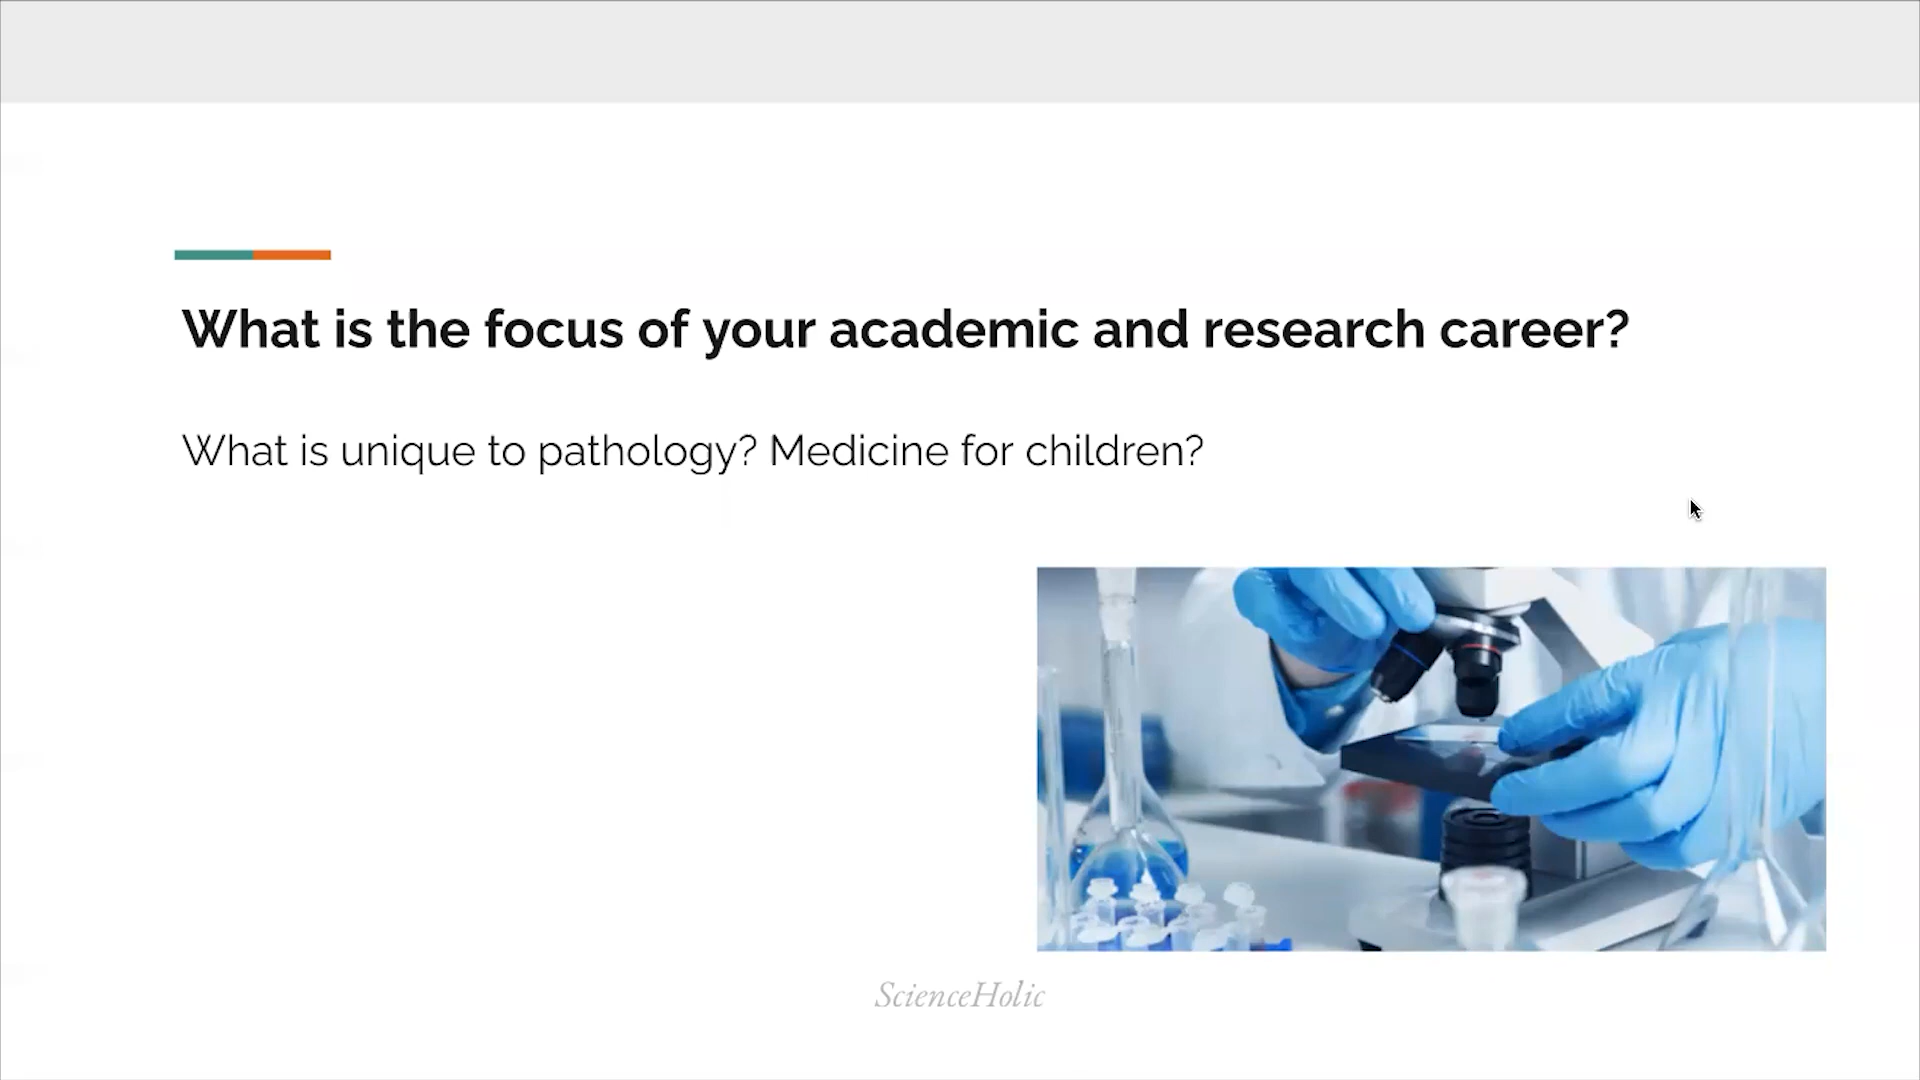 What is the focus of your academic and research career?
What is unique to pathology? Medicine for children?
ScienceHolic